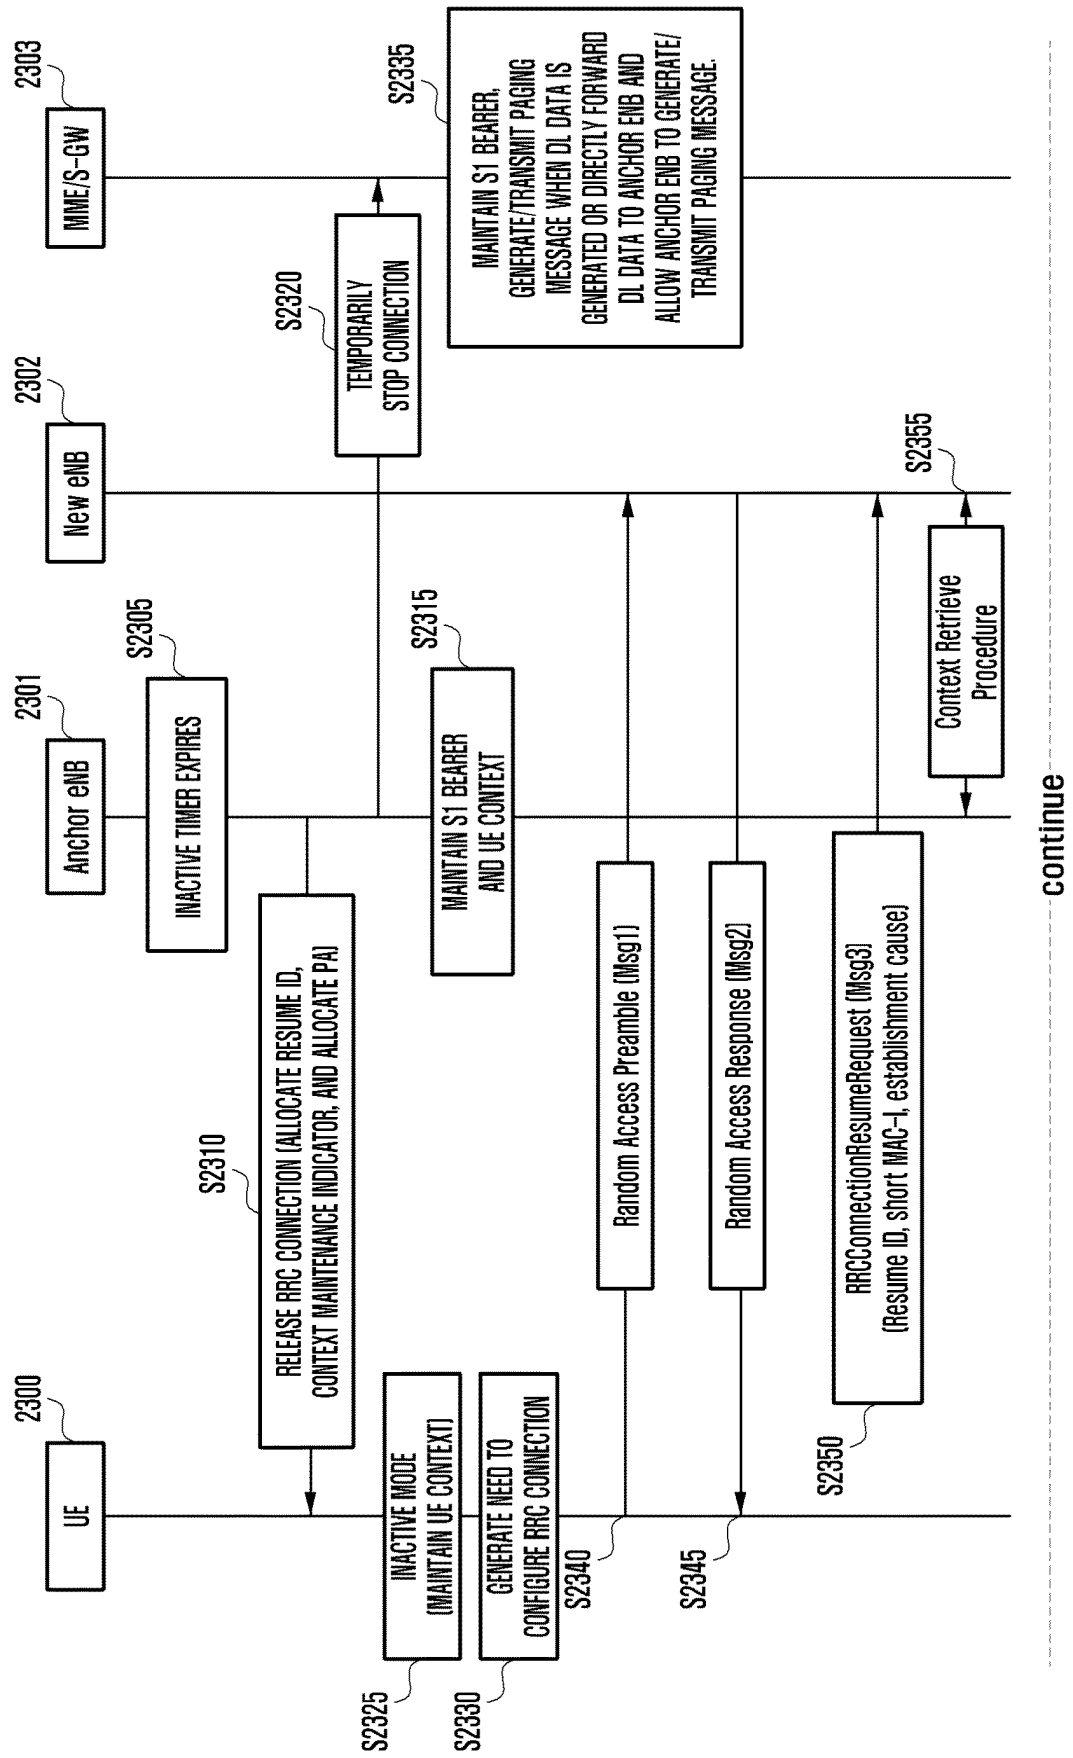 2300
UE
2301
Anchor eNB
2302
New eNB
2303
MME/S-GW
S2305
INACTIVE TIMER EXPIRES
S2310
RELEASE RRC CONNECTION (ALLOCATE RESUME ID,
CONTEXT MAINTENANCE INDICATOR, AND ALLOCATE PA)
S2320
TEMPORARILY
STOP CONNECTION
S2325
INACTIVE MODE
(MAINTAIN UE CONTEXT)
S2315
MAINTAIN S1 BEARER
AND UE CONTEXT
S2335
MAINTAIN S1 BEARER,
GENERATE/TRANSMIT PAGING
MESSAGE WHEN DL DATA IS
GENERATED OR DIRECTLY FORWARD
DL DATA TO ANCHOR ENB AND
ALLOW ANCHOR ENB TO GENERATE/
TRANSMIT PAGING MESSAGE.
S2330
GENERATE NEED TO
CONFIGURE RRC CONNECTION
S2340
Random Access Preamble (Msg1)
S2345
Random Access Response (Msg2)
S2350
RRCConnectionResumeRequest (Msg3)
(Resume ID, short MAC-I, establishment cause)
S2355
Context Retrieve
Procedure
continue